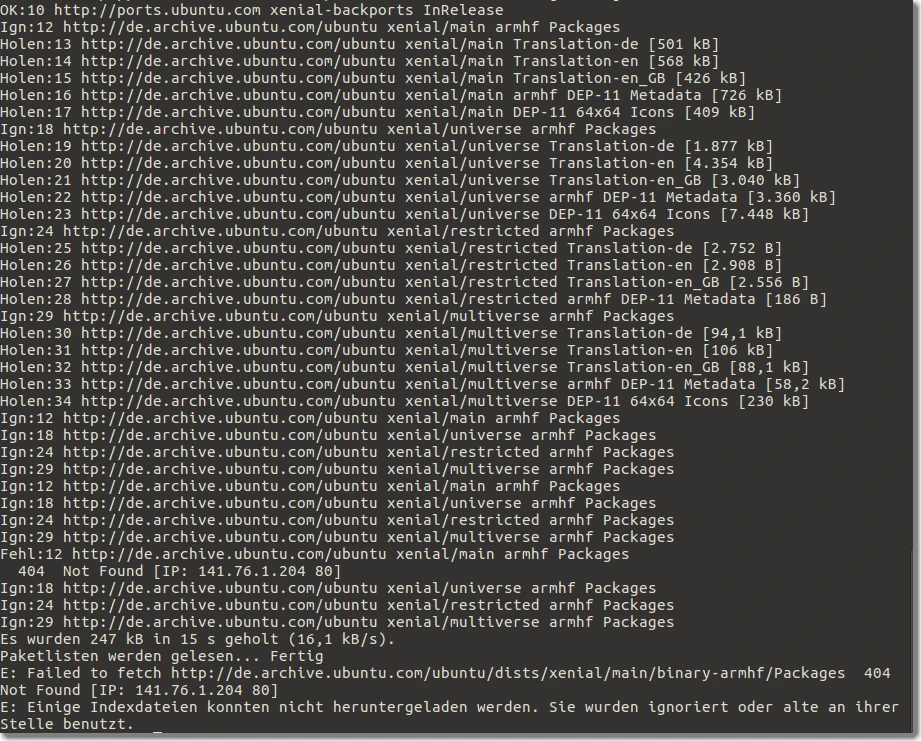 OK:10 http://ports.ubuntu.com xenial-backports InRelease
Ign:12 http://de.archive.ubuntu.com/ubuntu xenial/main armhf Packages
Holen:13 http://de.archive.ubuntu.com/ubuntu xenial/main Translation-de [501 kB]
Holen:14 http://de.archive.ubuntu.com/ubuntu xenial/main Translation-en [568 kB]
Holen:15 http://de.archive.ubuntu.com/ubuntu xenial/main Translation-en_GB [426 kB]
Holen:16 http://de.archive.ubuntu.com/ubuntu xenial/main armhf DEP-11 Metadata [726 kB]
Holen:17 http://de.archive.ubuntu.com/ubuntu xenial/main DEP-11 64x64 Icons [409 kB]
Ign:18 http://de.archive.ubuntu.com/ubuntu xenial/universe armhf Packages
Holen:19 http://de.archive.ubuntu.com/ubuntu xenial/universe Translation-de [1.877 kB]
Holen:20 http://de.archive.ubuntu.com/ubuntu xenial/universe Translation-en [4.354 kB]
Holen:21 http://de.archive.ubuntu.com/ubuntu xenial/universe Translation-en_GB [3.040 kB]
Holen:22 http://de.archive.ubuntu.com/ubuntu xenial/universe armhf DEP-11 Metadata [3.360 kB]
Holen:23 http://de.archive.ubuntu.com/ubuntu xenial/universe DEP-11 64x64 Icons [7.448 kB]
Ign:24 http://de.archive.ubuntu.com/ubuntu xenial/restricted armhf Packages
Holen:25 http://de.archive.ubuntu.com/ubuntu xenial/restricted Translation-de [2.752 B]
Holen:26 http://de.archive.ubuntu.com/ubuntu xenial/restricted Translation-en [2.908 B]
Holen:27 http://de.archive.ubuntu.com/ubuntu xenial/restricted Translation-en_GB [2.556 B]
Holen:28 http://de.archive.ubuntu.com/ubuntu xenial/restricted armhf DEP-11 Metadata [186 B]
Ign:29 http://de.archive.ubuntu.com/ubuntu xenial/multiverse armhf Packages
Holen:30 http://de.archive.ubuntu.com/ubuntu xenial/multiverse Translation-de [94,1 kB]
Holen:31 http://de.archive.ubuntu.com/ubuntu xenial/multiverse Translation-en [106 kB]
Holen:32 http://de.archive.ubuntu.com/ubuntu xenial/multiverse Translation-en_GB [88,1 kB]
Holen:33 http://de.archive.ubuntu.com/ubuntu xenial/multiverse armhf DEP-11 Metadata [58,2 kB]
Holen:34 http://de.archive.ubuntu.com/ubuntu xenial/multiverse DEP-11 64x64 Icons [230 kB]
Ign:12 http://de.archive.ubuntu.com/ubuntu xenial/main armhf Packages
Ign:18 http://de.archive.ubuntu.com/ubuntu xenial/universe armhf Packages
Ign:24 http://de.archive.ubuntu.com/ubuntu xenial/restricted armhf Packages
Ign:29 http://de.archive.ubuntu.com/ubuntu xenial/multiverse armhf Packages
Ign:12 http://de.archive.ubuntu.com/ubuntu xenial/main armhf Packages
Ign:18 http://de.archive.ubuntu.com/ubuntu xenial/universe armhf Packages
Ign:24 http://de.archive.ubuntu.com/ubuntu xenial/restricted armhf Packages
Ign:29 http://de.archive.ubuntu.com/ubuntu xenial/multiverse armhf Packages
Fehl:12 http://de.archive.ubuntu.com/ubuntu xenial/main armhf Packages
  404  Not Found [IP: 141.76.1.204 80]
Ign:18 http://de.archive.ubuntu.com/ubuntu xenial/universe armhf Packages
Ign:24 http://de.archive.ubuntu.com/ubuntu xenial/restricted armhf Packages
Ign:29 http://de.archive.ubuntu.com/ubuntu xenial/multiverse armhf Packages
Es wurden 247 kB in 15 s geholt (16,1 kB/s).
Paketlisten werden gelesen... Fertig
E: Failed to fetch http://de.archive.ubuntu.com/ubuntu/dists/xenial/main/binary-armhf/Packages  404
Not Found [IP: 141.76.1.204 80]
E: Einige Indexdateien konnten nicht heruntergeladen werden. Sie wurden ignoriert oder alte an ihrer
Stelle benutzt.